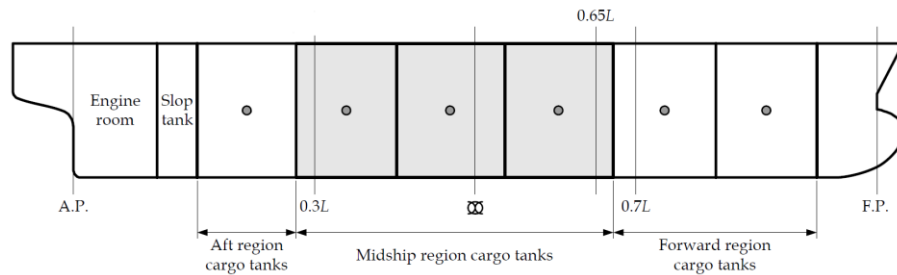 0.65L
Engine
room
Slop
tank
A.P.
0.3L
0.7L
F.P.
Aft region
cargo tanks
Midship region cargo tanks
Forward region
cargo tanks